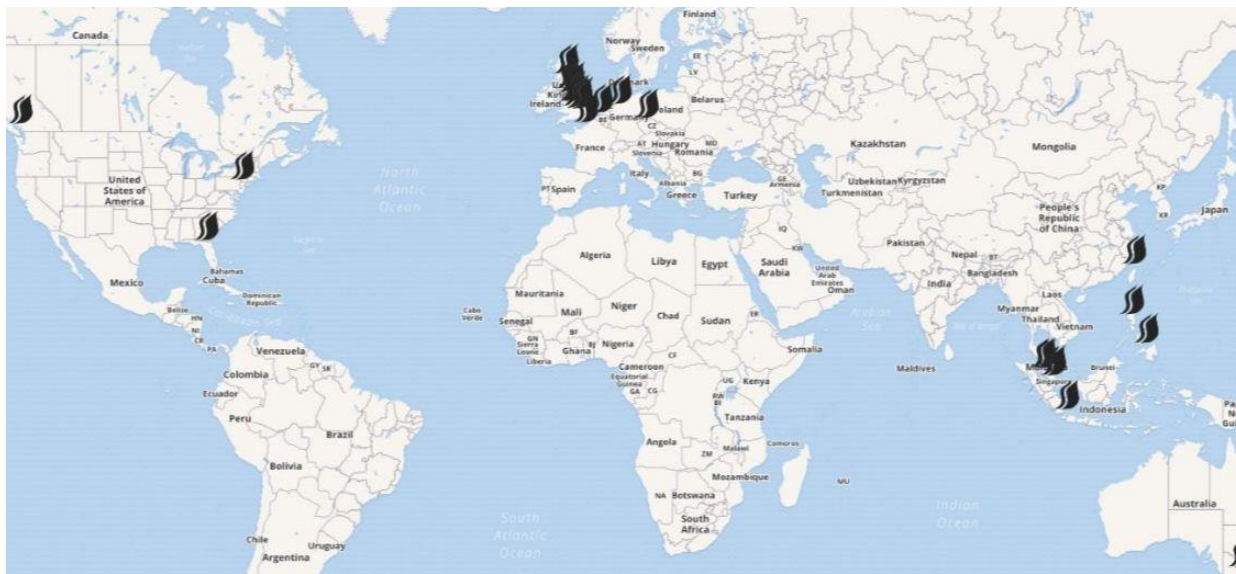 Canada
United
States of
America
Mexico
Bahamas
Cuba
Dominican
Republic
Belize
HN
NI
CR
PA
Caribbean Sea
Venezuela
GY
SR
Colombia
Ecuador
Peru
Brazil
Bolivia
Chile
Argentina
Uruguay
North
Atlantic
Ocean
South
Atlantic
Ocean
Finland
Norway
Sweden
EE
LV
Ireland
BE
Germany
Belarus
CZ
Slovakia
France
AT
Hungary
MD
Slovenia
Romania
Italy
BG
PT
Spain
Albania
Greece
Turkey
GE
Armenia
Kazakhstan
Uzbekistan
Kyrgyzstan
Turkmenistan
Mongolia
People's
Republic
of China
KP
KR
Japan
Algeria
Libya
Egypt
IQ
KW
Saudi
Arabia
United
Arab
Emirates
Oman
Pakistan
Nepal
BT
Bangladesh
India
Myanmar
Laos
Thailand
Vietnam
Mauritania
Mali
Niger
Chad
Sudan
ER
Cabo
Verde
Senegal
BF
GN
Sierra
Leone
Liberia
Ghana
BJ
Nigeria
CF
Cameroon
Equatorial
Guinea
GA
CG
UG
Kenya
RW
BI
Tanzania
Somalia
Arabian
Sea
Maldives
Singapore
Brunei
Indonesia
Angola
ZM
Malawi
Comoros
Mozambique
NA
Botswana
South
Africa
MU
Indian
Ocean
Australia